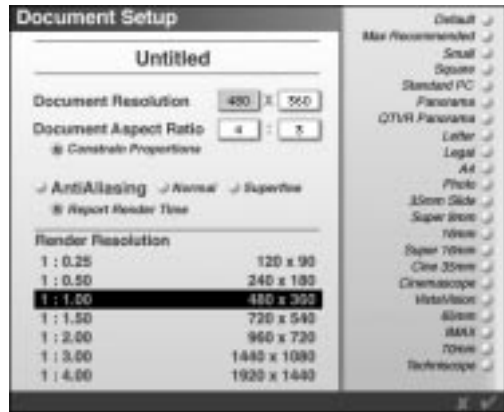 Document Setup
Untitled
Document Resolution 480 X 360
Document Aspect Ratio 4 : 3
Constrain Proportions
AntiAliasing Normal Superfine
Report Render Time
Render Resolution
1 : 0.25 120 x 90
1 : 0.50 240 x 180
1 : 1.00 480 x 360
1 : 1.50 720 x 540
1 : 2.00 960 x 720
1 : 3.00 1440 x 1080
1 : 4.00 1920 x 1440
Default
Max Recommended
Small
Square
Standard PC
Panorama
QTVR Panorama
Letter
Legal
A4
Photo
35mm Slide
Super 8mm
16mm
Super 16mm
Cine 35mm
Cinemascope
VistaVision
65mm
IMAX
70mm
Techniscope